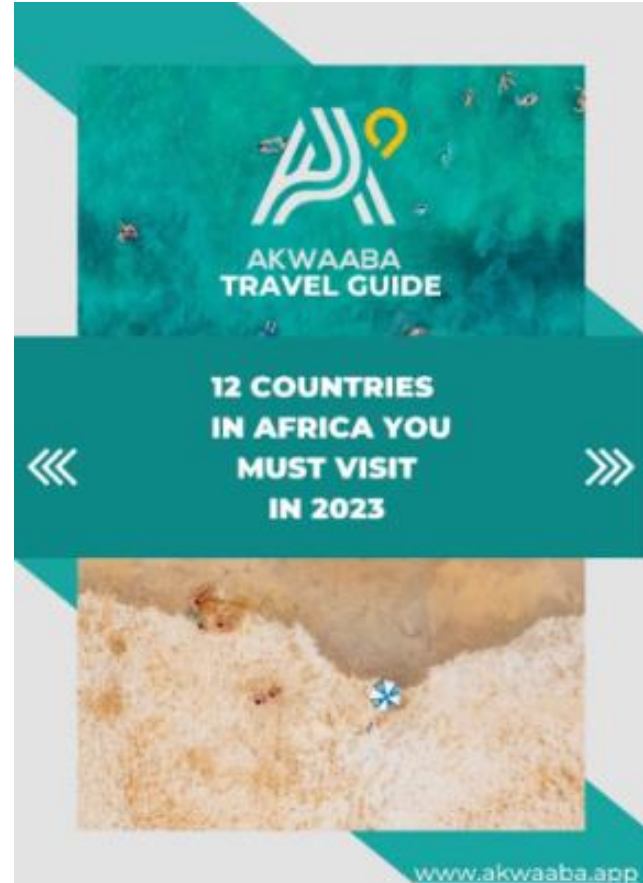 AKWAABA
TRAVEL GUIDE
12 COUNTRIES
IN AFRICA YOU
MUST VISIT
IN 2023
www.akwaaba.app